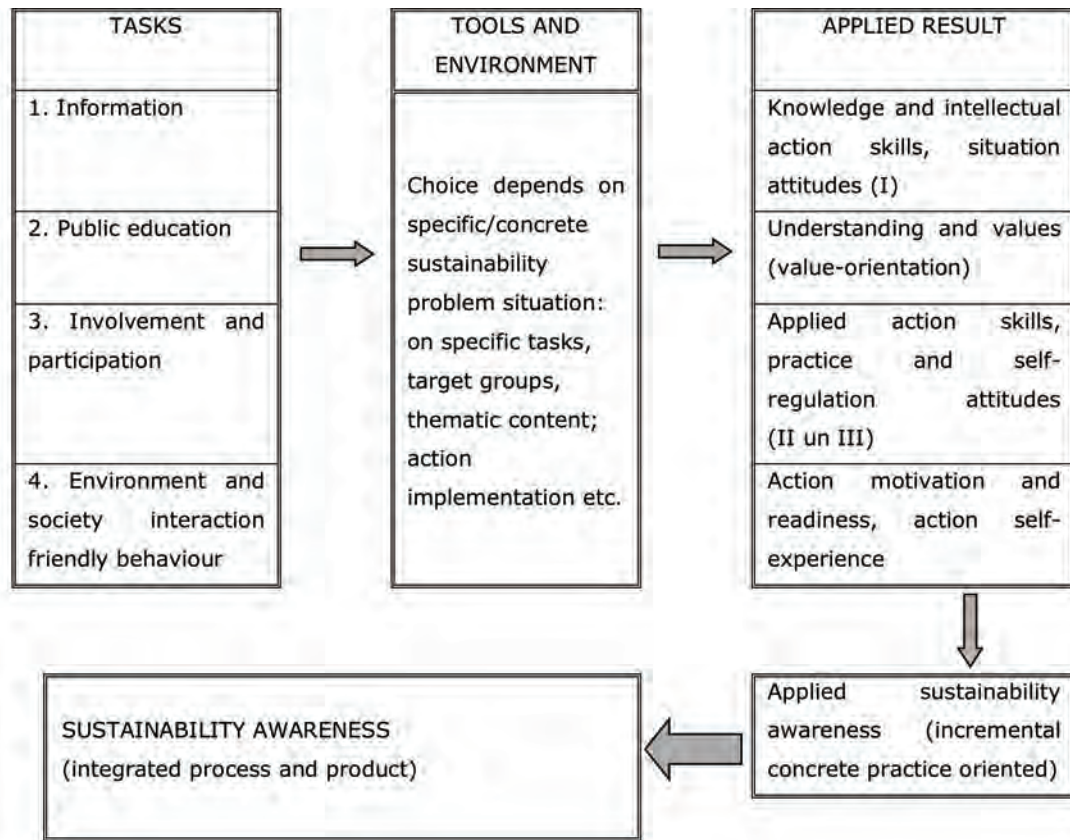 TASKS
1. Information
2. Public education
3. Involvement and
participation
4. Environment and
society interaction
friendly behaviour
TOOLS AND
ENVIRONMENT
Choice depends on
specific/concrete
sustainability
problem situation:
on specific tasks,
target groups,
thematic content;
action
implementation etc.
APPLIED RESULT
Knowledge and intellectual
action skills, situation
attitudes (I)
Understanding and values
(value-orientation)
Applied action skills,
practice and self-
regulation attitudes
(II un III)
Action motivation and
readiness, action self-
experience
Applied sustainability
awareness (incremental
concrete practice oriented)
SUSTAINABILITY AWARENESS
(integrated process and product)